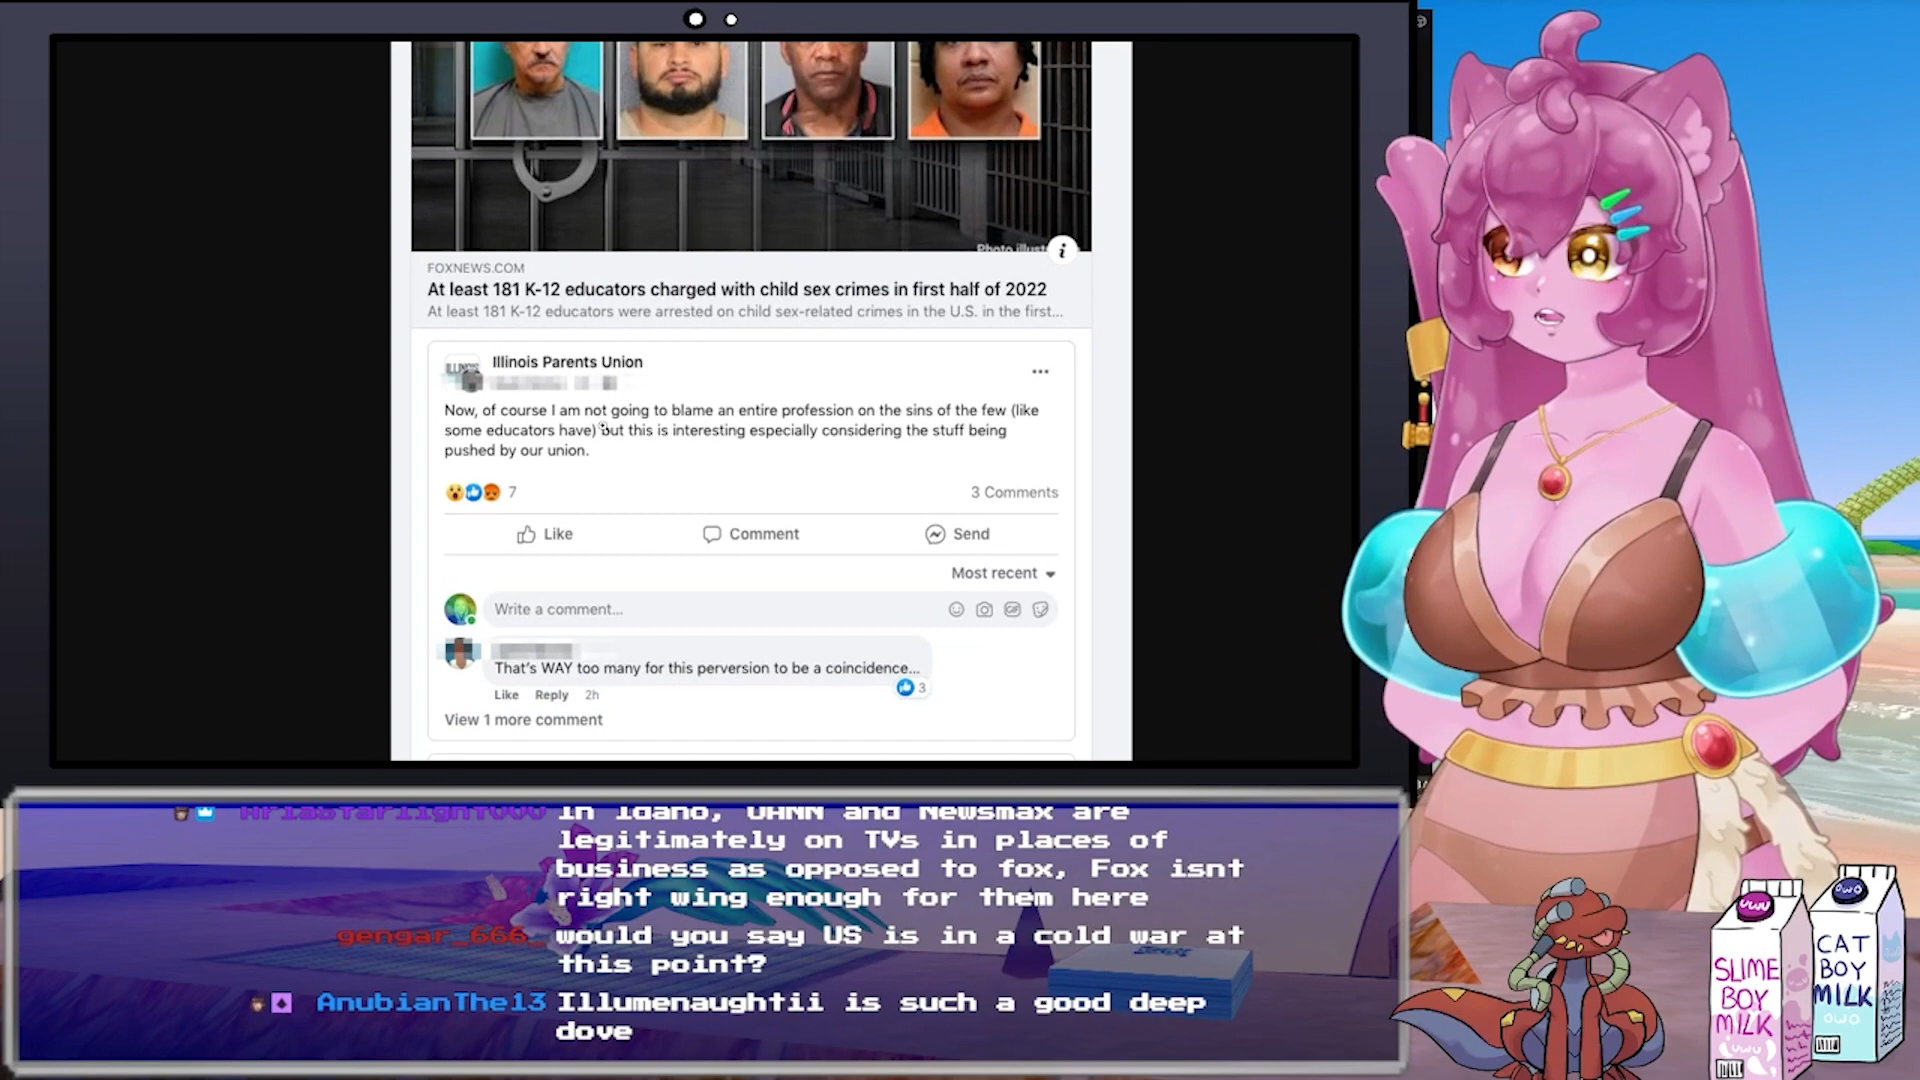 Photo illust
i
FOXNEWS.COM
At least 181 K-12 educators charged with child sex crimes in first half of 2022
At least 181 K-12 educators were arrested on child sex-related crimes in the U.S. in the first...
ILLINOIS
Illinois Parents Union
Now, of course I am not going to blame an entire profession on the sins of the few (like
some educators have) but this is interesting especially considering the stuff being
pushed by our union.
7
3 Comments
Like
Comment
Send
Most recent
Write a comment...
GIF
That's WAY too many for this perversion to be a coincidence...
Like Reply 2h
3
View 1 more comment
AriaStarlightVOD in Idaho, OANN and Newsmax are
legitimately on TVs in places of
business as opposed to fox, Fox isnt
right wing enough for them here
gengar_666_ would you say US is in a cold war at
this point?
AnubianThe13 Illumenaughtii is such a good deep
dove
UWU
SLIME
BOY
MILK
UWU
OWO
CAT
BOY
MILK
OWO